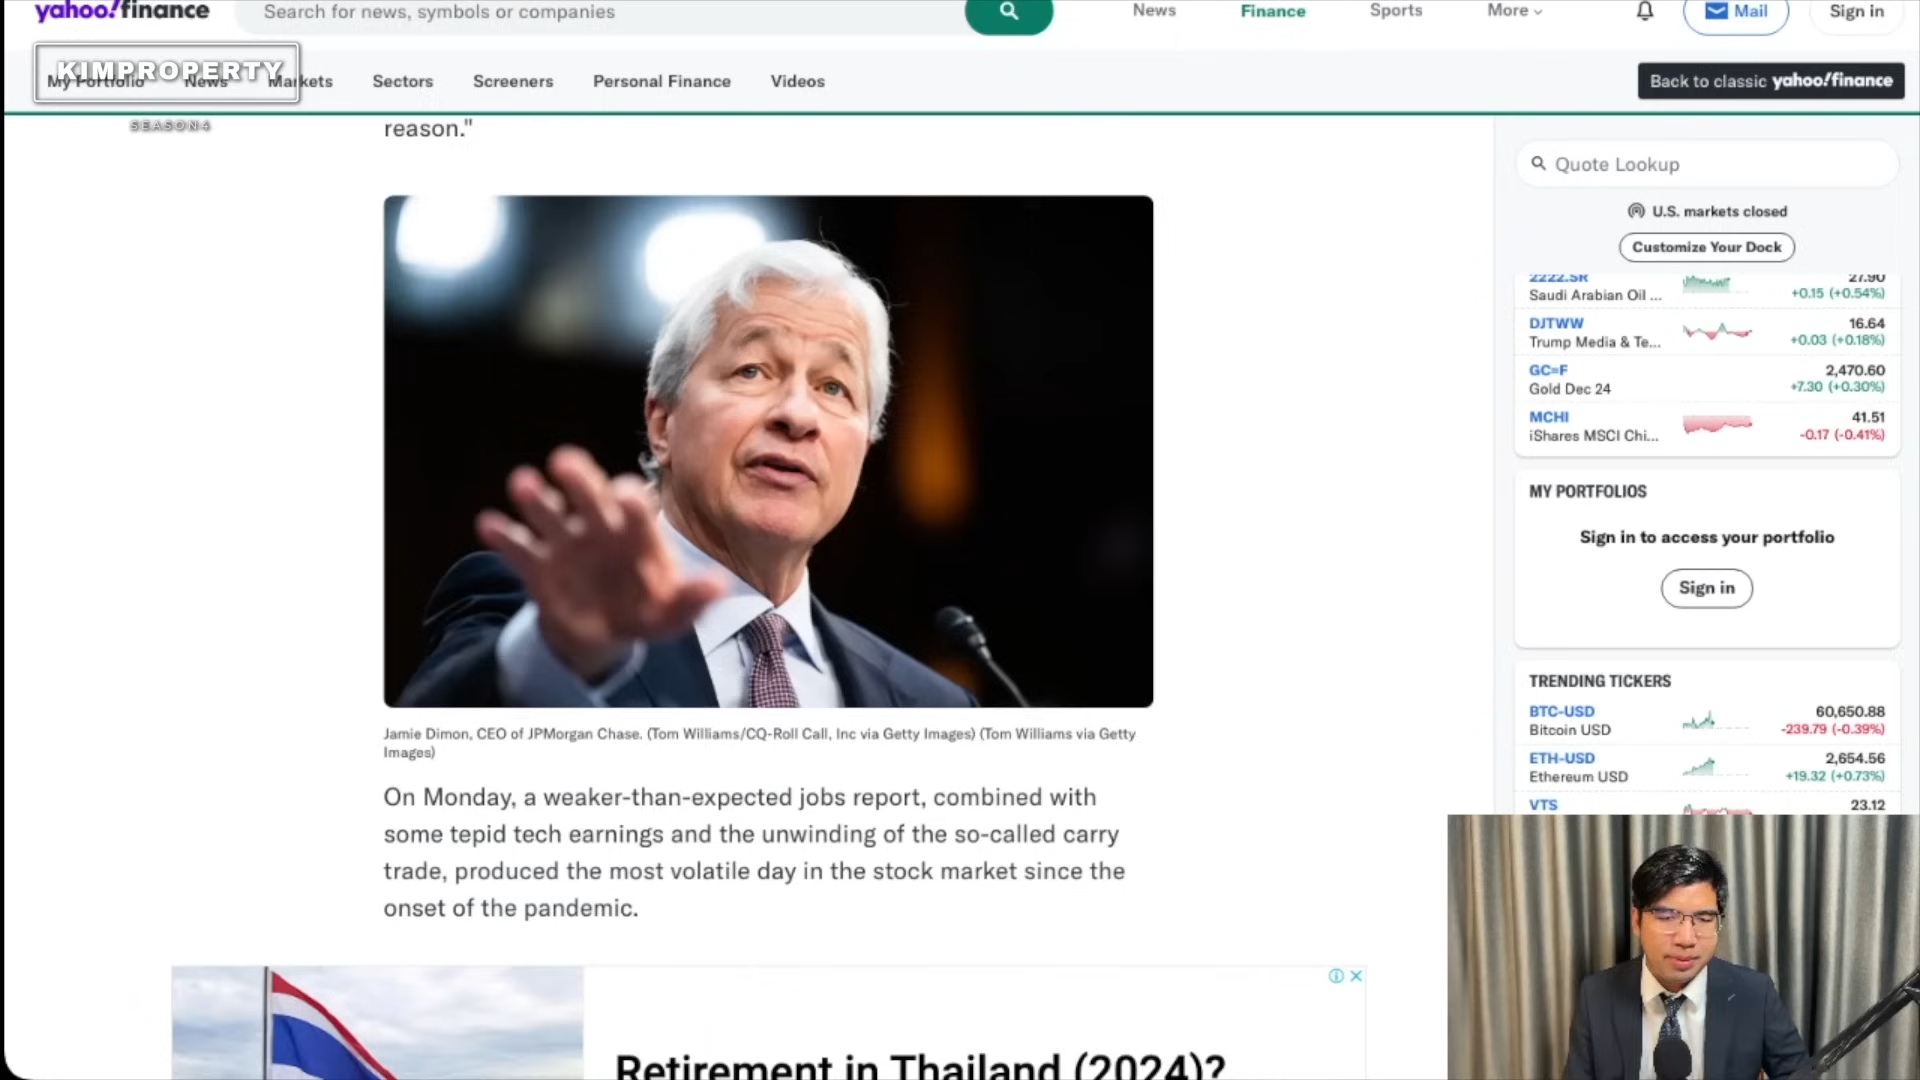 yahoo!finance
Search for news, symbols or companies
News
Finance
Sports
More
Mail
Sign in
KIMPROPERTY
SEASON4
My Portfolio
News
Markets
Sectors
Screeners
Personal Finance
Videos
Back to classic yahoo!finance
reason."
Jamie Dimon, CEO of JPMorgan Chase. (Tom Williams/CQ-Roll Call, Inc via Getty Images) (Tom Williams via Getty
Images)
On Monday, a weaker-than-expected jobs report, combined with
some tepid tech earnings and the unwinding of the so-called carry
trade, produced the most volatile day in the stock market since the
onset of the pandemic.
Retirement in Thailand (2024)?
Quote Lookup
U.S. markets closed
Customize Your Dock
2222.SR 27.90
Saudi Arabian Oil ... +0.15 (+0.54%)
DJTWW 16.64
Trump Media & Te... +0.03 (+0.18%)
GC=F 2,470.60
Gold Dec 24 +7.30 (+0.30%)
MCHI 41.51
iShares MSCI Chi... -0.17 (-0.41%)
MY PORTFOLIOS
Sign in to access your portfolio
Sign in
TRENDING TICKERS
BTC-USD 60,650.88
Bitcoin USD -239.79 (-0.39%)
ETH-USD 2,654.56
Ethereum USD +19.32 (+0.73%)
VTS 23.12